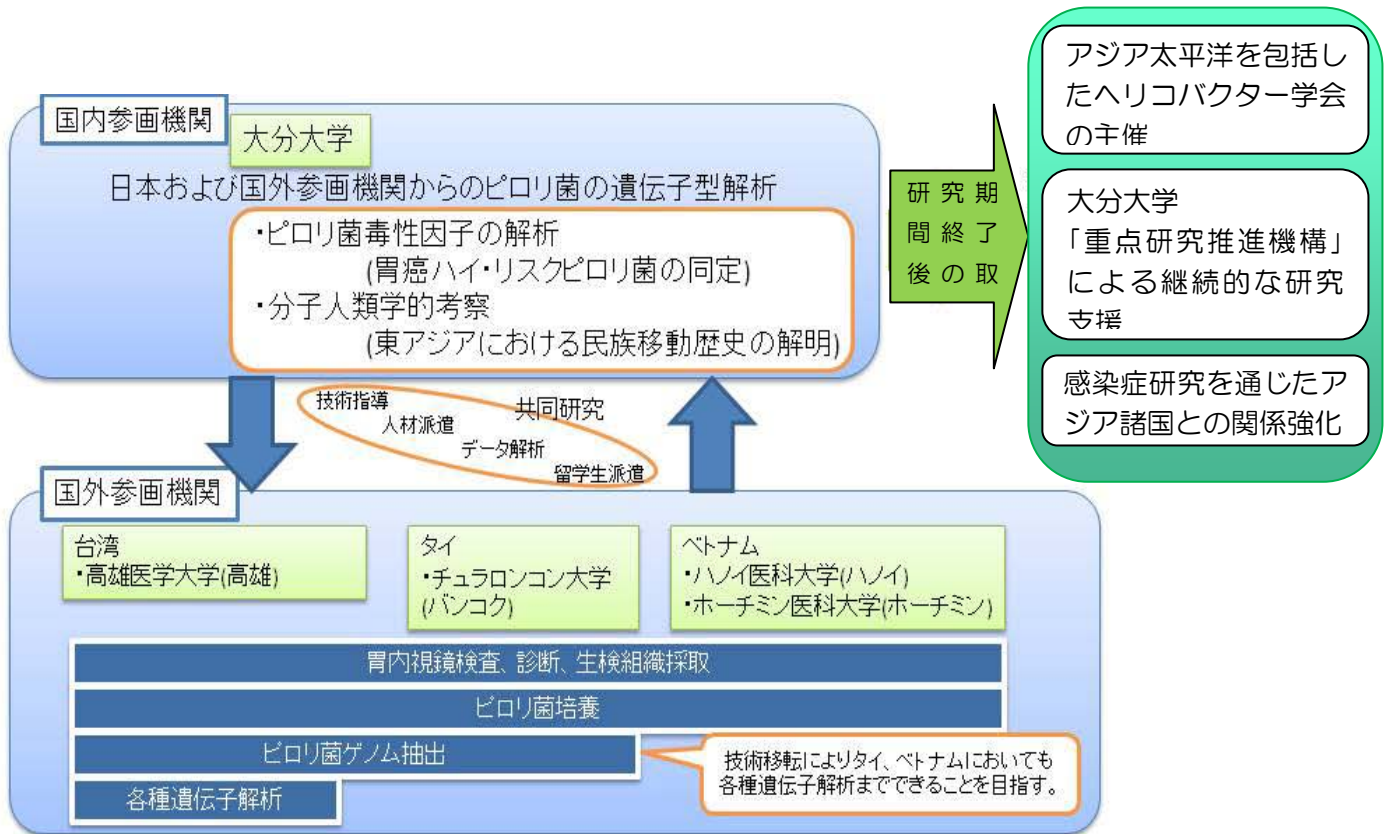 国内参画機関
大分大学
日本および国外参画機関からのピロリ菌の遺伝子型解析
・ピロリ菌毒性因子の解析
(胃癌ハイ・リスクピロリ菌の同定)
・分子人類学的考察
(東アジアにおける民族移動歴史の解明)
研究期
間終了
後の取
アジア太平洋を包括し
たヘリコバクター学会
の主催
大分大学
「重点研究推進機構」
による継続的な研究
支援
感染症研究を通じたア
ジア諸国との関係強化
技術指導
人材派遣
共同研究
データ解析
留学生派遣
国外参画機関
台湾
・高雄医学大学(高雄)
タイ
・チュラロンコン大学
(バンコク)
ベトナム
・ハノイ医科大学(ハノイ)
・ホーチミン医科大学(ホーチミン)
胃内視鏡検査、診断、生検組織採取
ピロリ菌培養
ピロリ菌ゲノム抽出
各種遺伝子解析
技術移転によりタイ、ベトナムにおいても
各種遺伝子解析までできることを目指す。